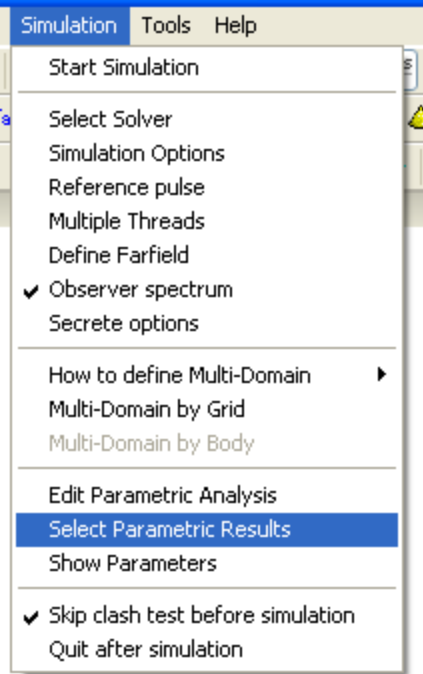 Simulation Tools Help
Start Simulation
Select Solver
Simulation Options
Reference pulse
Multiple Threads
Define Farfield
Observer spectrum
Secrete options
How to define Multi-Domain
Multi-Domain by Grid
Multi-Domain by Body
Edit Parametric Analysis
Select Parametric Results
Show Parameters
Skip clash test before simulation
Quit after simulation